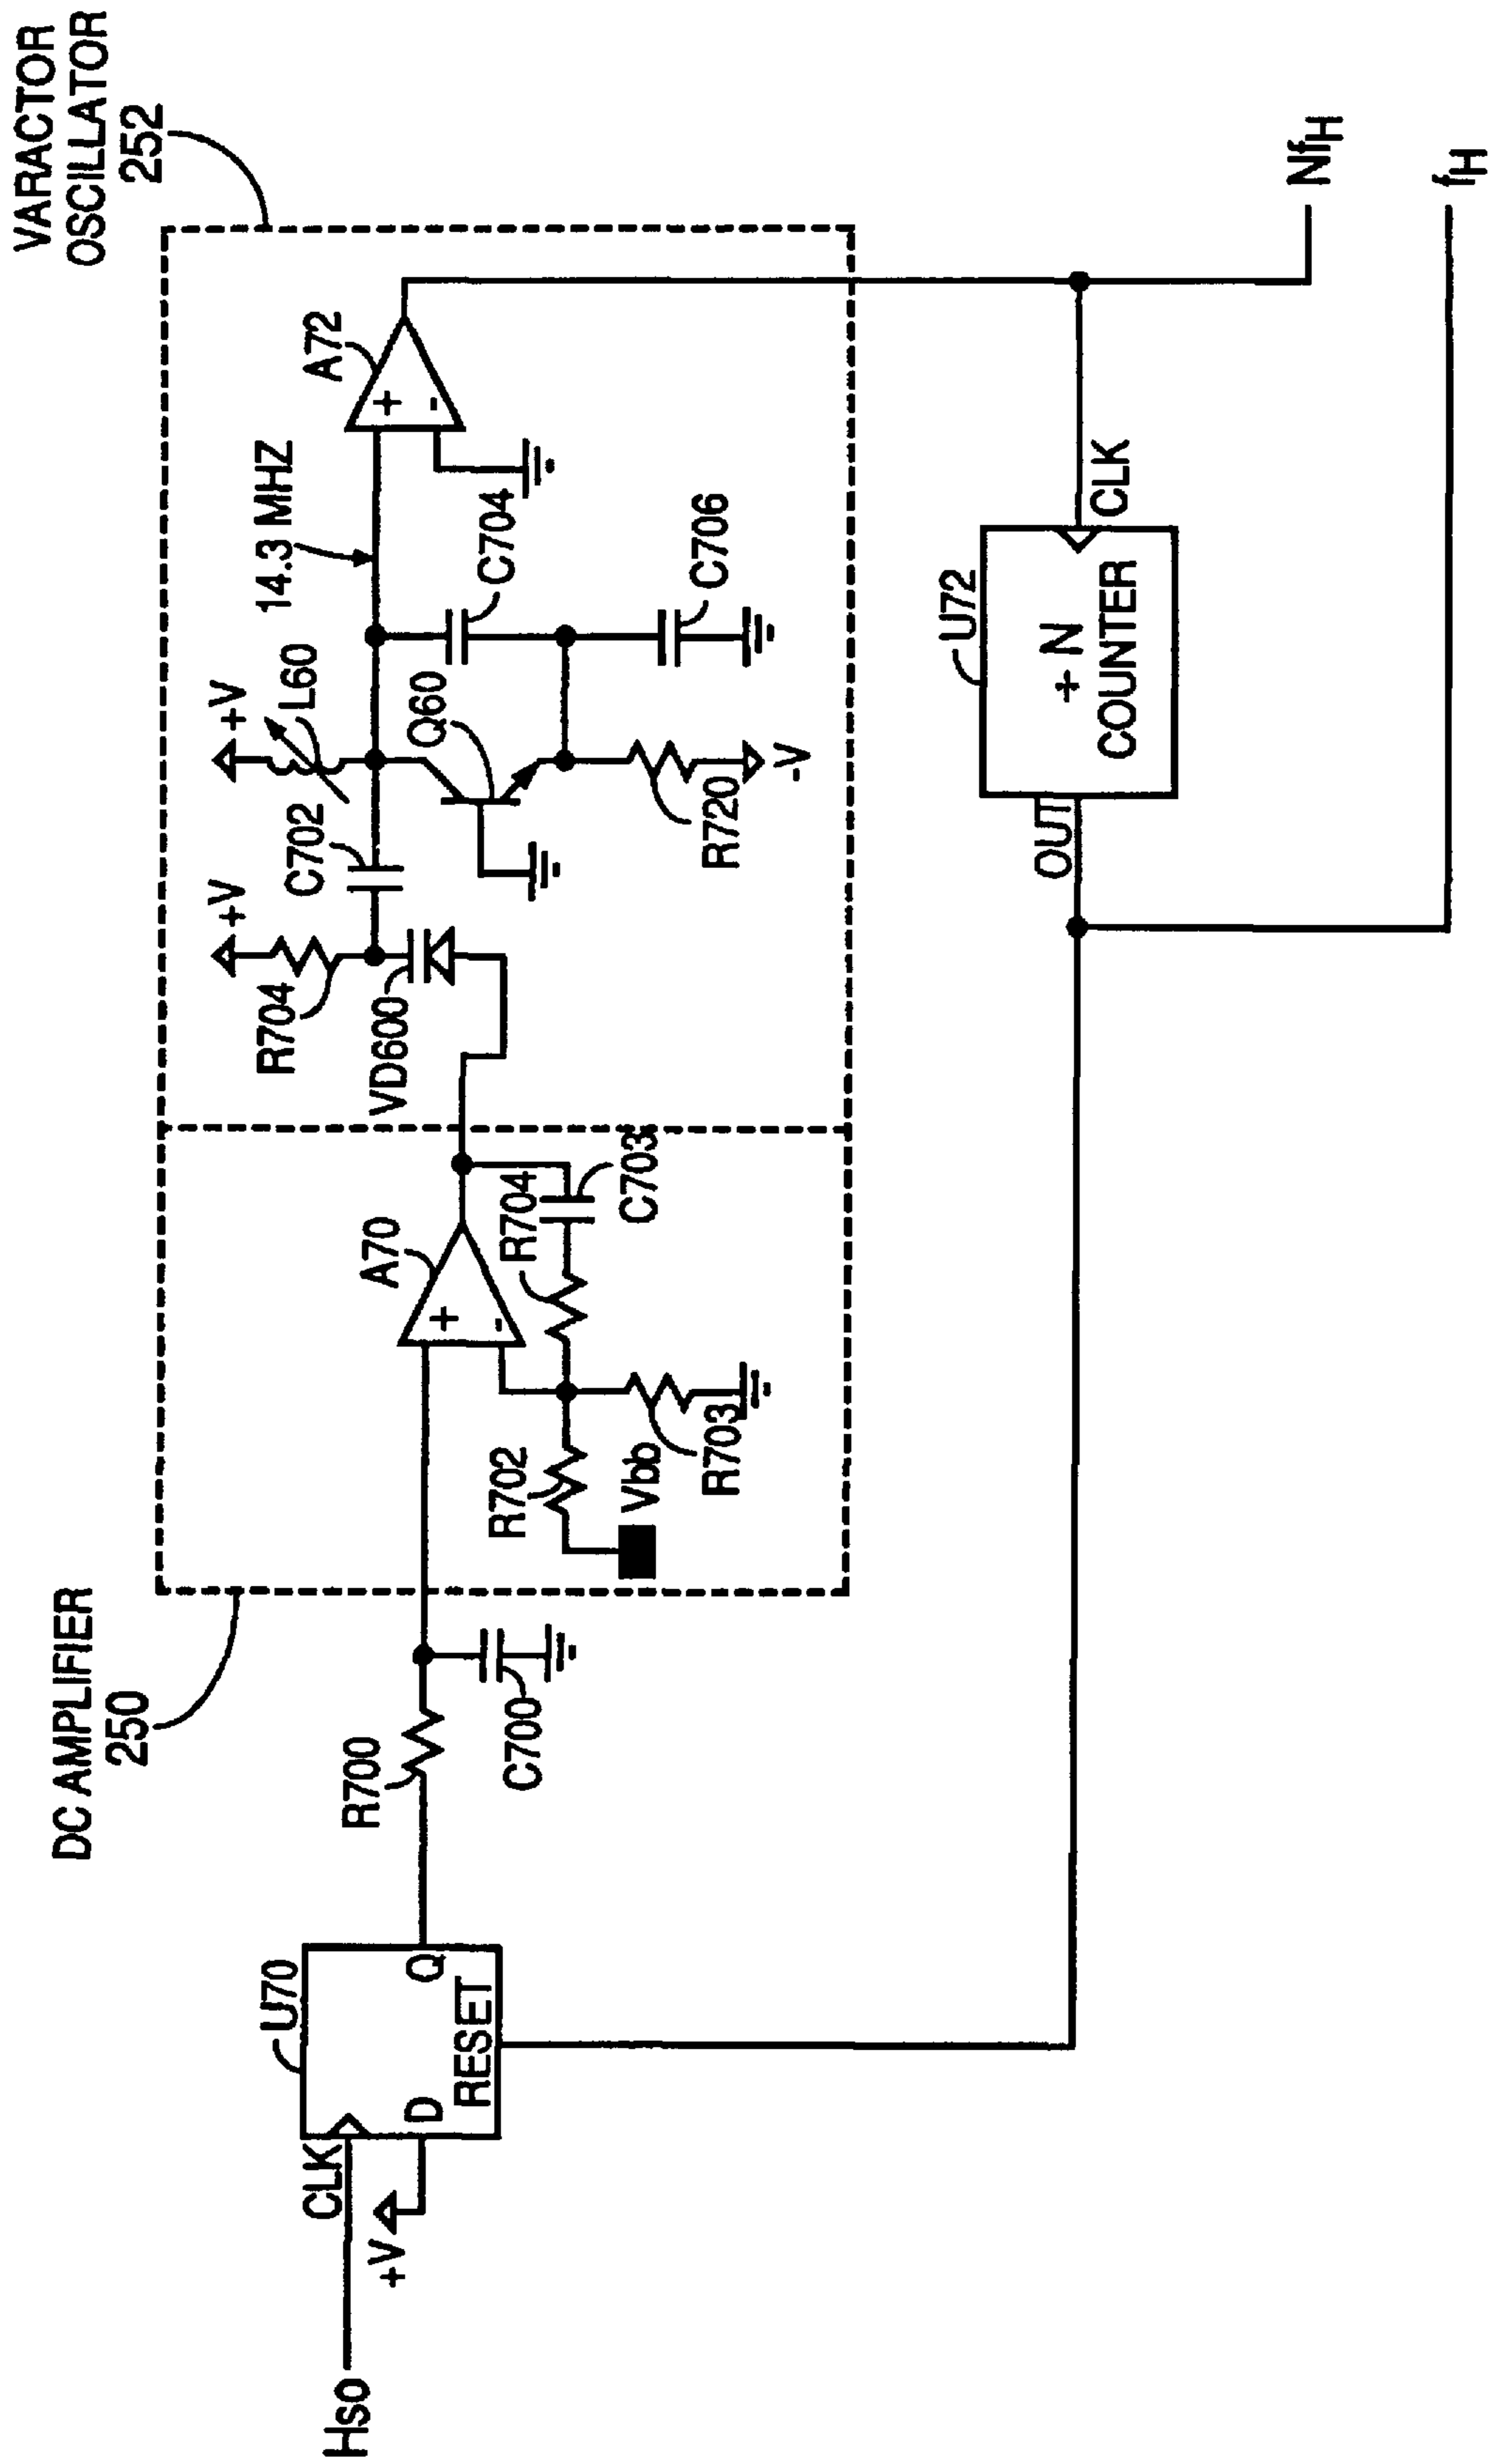 DC AMPLIFIER
250
VARACTOR
OSCILLATOR
252
Hso
CLK
+V
D
Q
RESET
U70
R700
C700
A70
+
-
R702
Vbb
R703
R704
C703
+V
R704
VD600
C702
+V
L60
Q60
R720
-V
14.3 MHZ
C704
C706
A72
+
-
U72
÷ N
COUNTER
OUT
CLK
NfH
fH